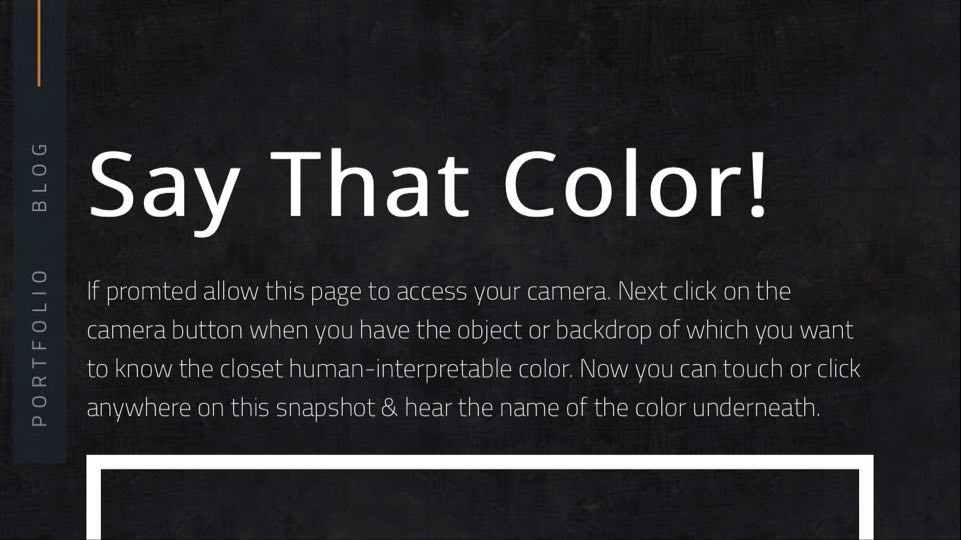 BLOG
PORTFOLIO
Say That Color!
If promted allow this page to access your camera. Next click on the
camera button when you have the object or backdrop of which you want
to know the closet human-interpretable color. Now you can touch or click
anywhere on this snapshot & hear the name of the color underneath.